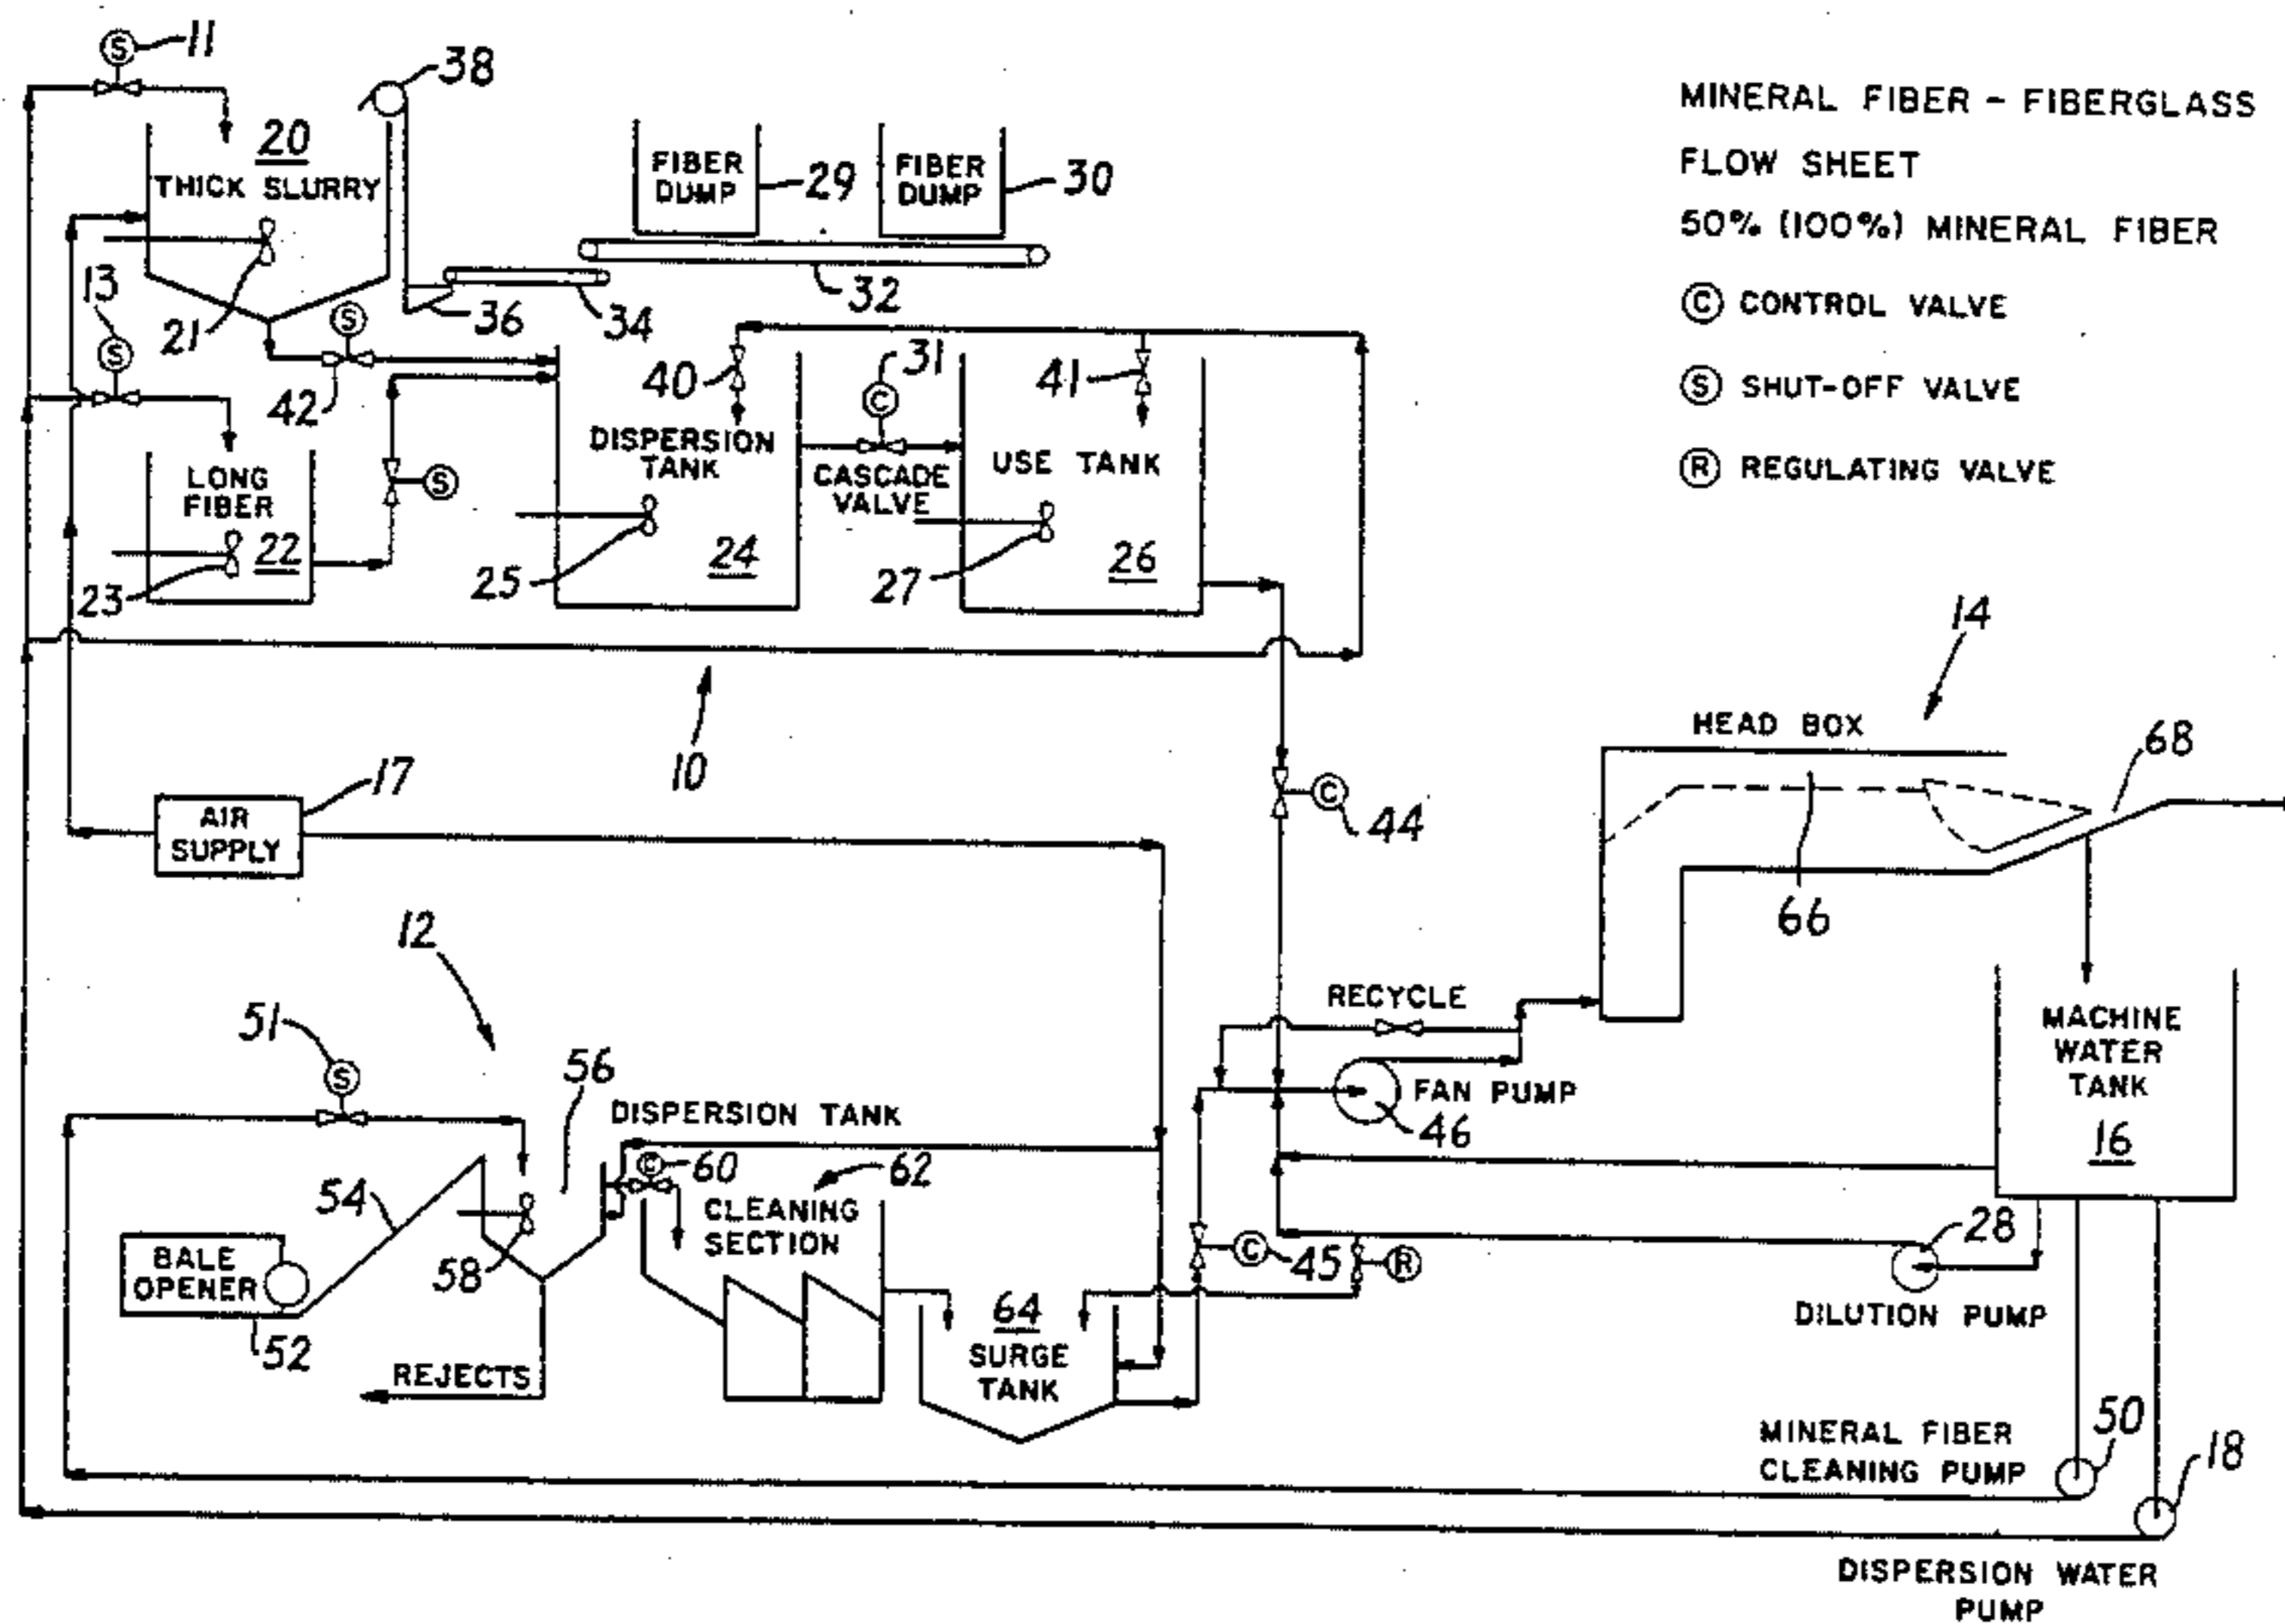 11
38
MINERAL FIBER - FIBERGLASS
FLOW SHEET
50% (100%) MINERAL FIBER
Ⓒ CONTROL VALVE
Ⓢ SHUT-OFF VALVE
Ⓡ REGULATING VALVE
S
20
THICK SLURRY
FIBER
DUMP
29
FIBER
DUMP
30
13
21
S
S
36
34
32
42
40
31
C
41
LONG
FIBER
22
23
S
DISPERSION
TANK
25
24
CASCADE
VALVE
USE TANK
27
26
10
14
17
AIR
SUPPLY
C
44
HEAD BOX
68
66
12
51
S
56
RECYCLE
DISPERSION TANK
FAN PUMP
46
MACHINE
WATER
TANK
16
54
C
60
62
CLEANING
SECTION
58
BALE
OPENER
52
C
45
R
28
DILUTION PUMP
64
SURGE
TANK
REJECTS
MINERAL FIBER
CLEANING PUMP
50
18
DISPERSION WATER
PUMP